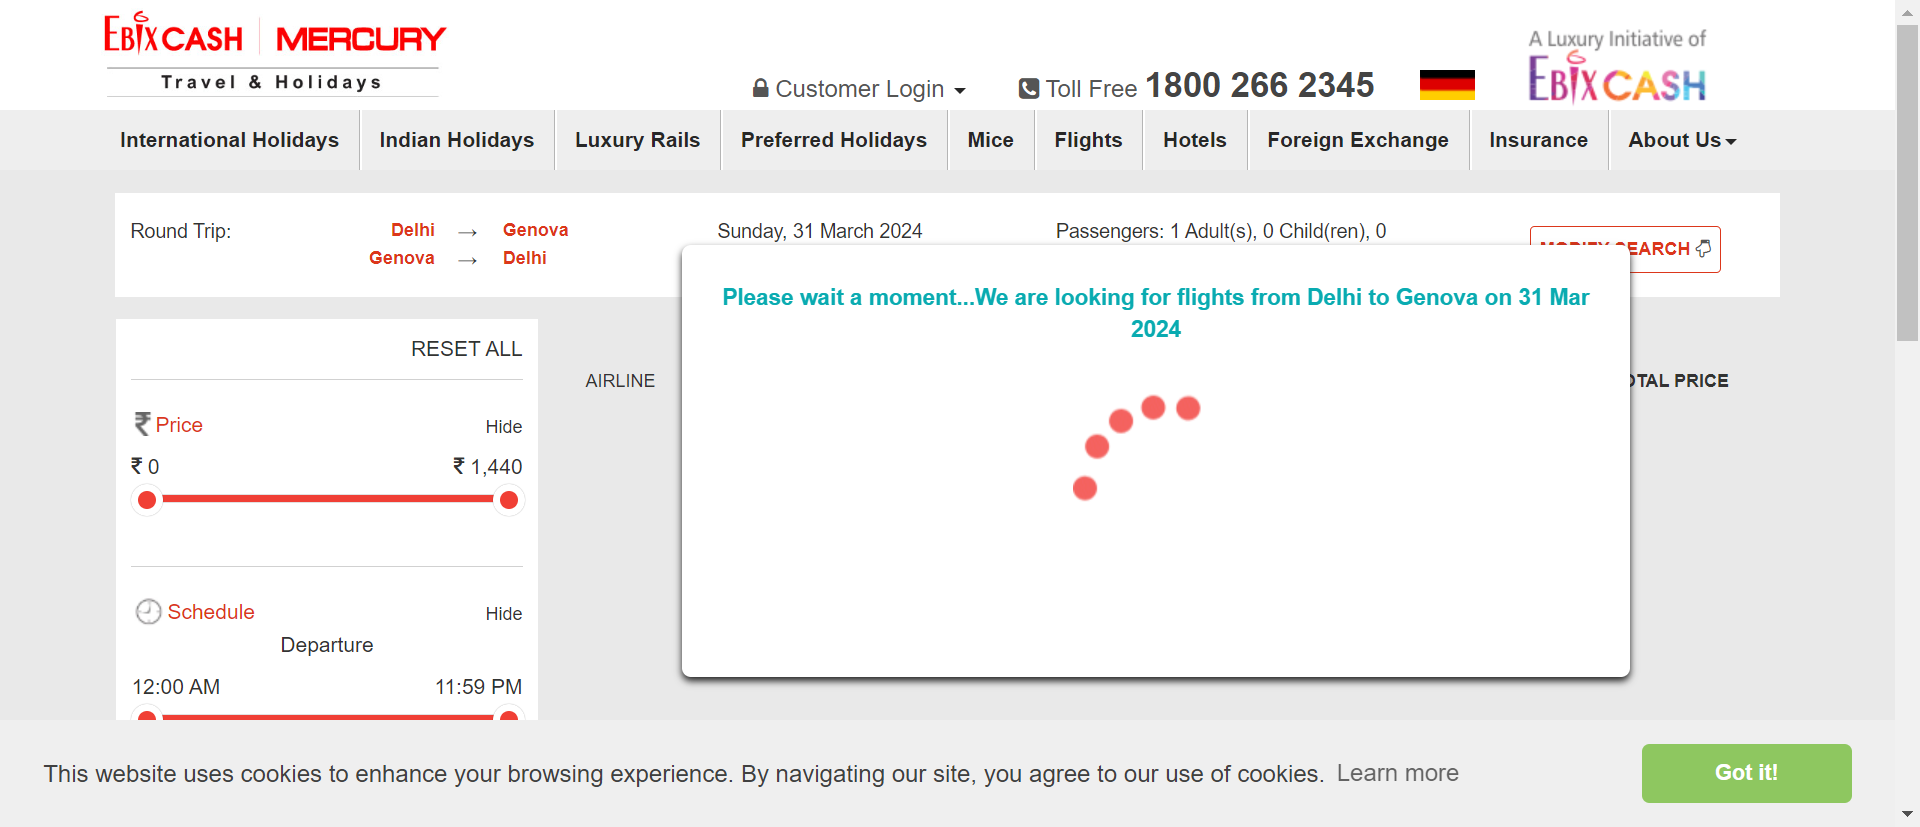 EBIXCASH MERCURY
Travel & Holidays
Customer Login
Toll Free 1800 266 2345
A Luxury Initiative of
EBIXCASH
International Holidays
Indian Holidays
Luxury Rails
Preferred Holidays
Mice
Flights
Hotels
Foreign Exchange
Insurance
About Us
Round Trip:
Delhi → Genova
Genova → Delhi
Sunday, 31 March 2024
Passengers: 1 Adult(s), 0 Child(ren), 0
SEARCH
Please wait a moment...We are looking for flights from Delhi to Genova on 31 Mar
2024
RESET ALL
AIRLINE
PRICE
₹ Price
Hide
₹ 0
₹ 1,440
Schedule
Hide
Departure
12:00 AM
11:59 PM
This website uses cookies to enhance your browsing experience. By navigating our site, you agree to our use of cookies. Learn more
Got it!